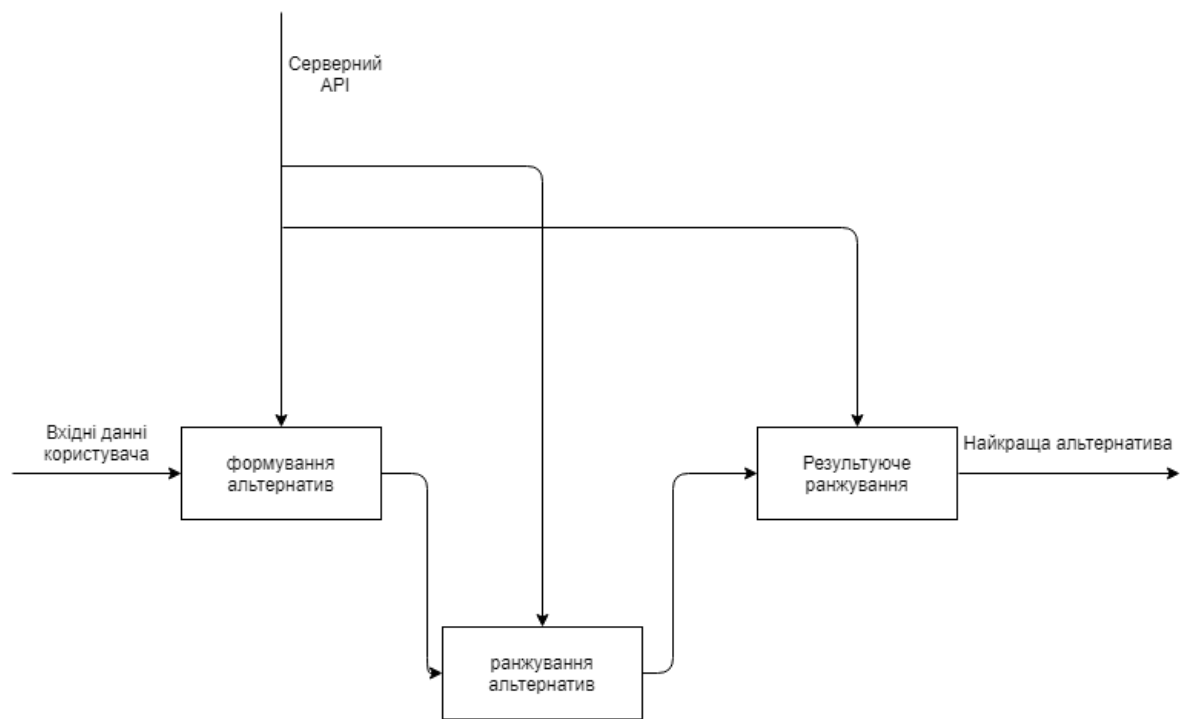 Серверний
API
Вхідні данні
користувача
формування
альтернатив
ранжування
альтернатив
Результуюче
ранжування
Найкраща альтернатива